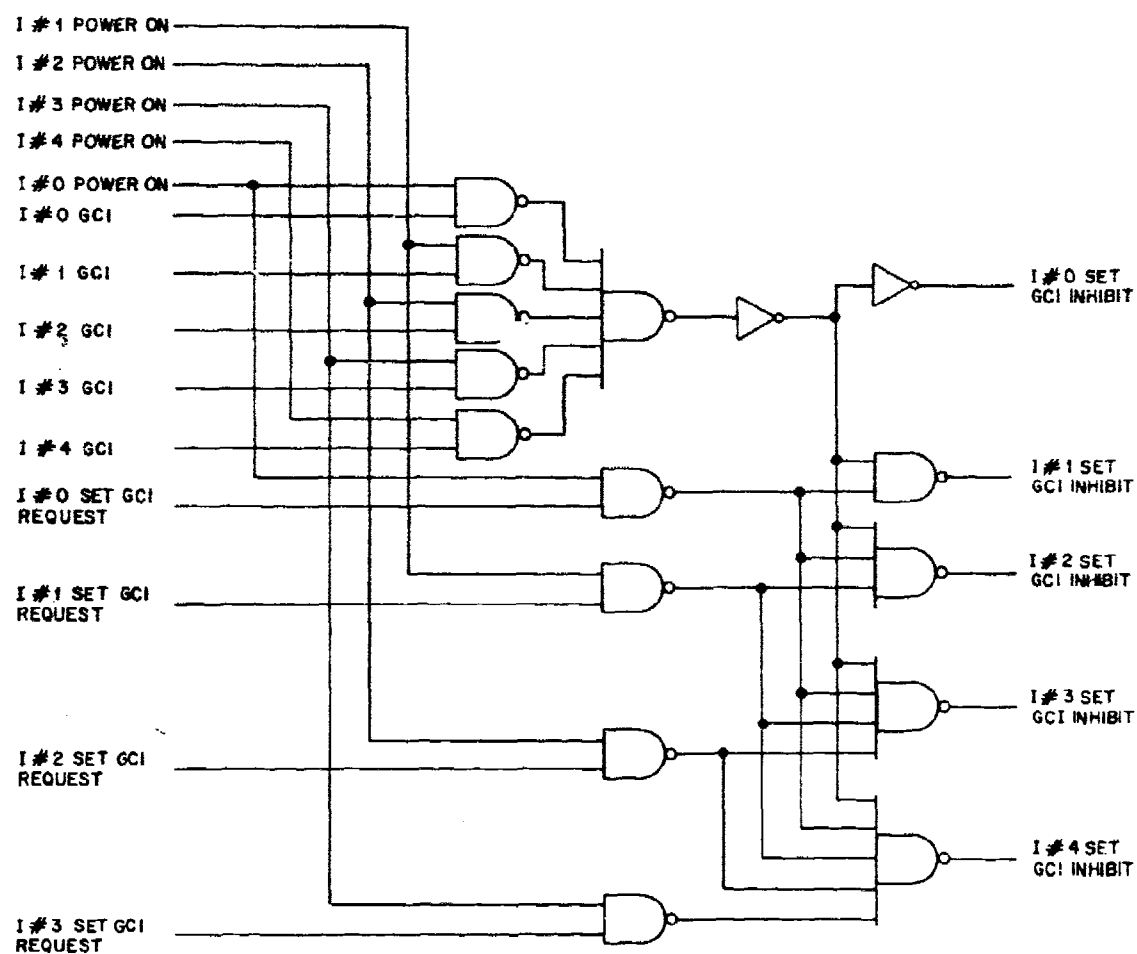 I #1 POWER ON
I #2 POWER ON
I #3 POWER ON
I #4 POWER ON
I #0 POWER ON
I #0 GCI
I #1 GCI
I #2 GCI
I #3 GCI
I #4 GCI
I #0 SET GCI
REQUEST
I #1 SET GCI
REQUEST
I #2 SET GCI
REQUEST
I #3 SET GCI
REQUEST
I #0 SET
GCI INHIBIT
I #1 SET
GCI INHIBIT
I #2 SET
GCI INHIBIT
I #3 SET
GCI INHIBIT
I #4 SET
GCI INHIBIT